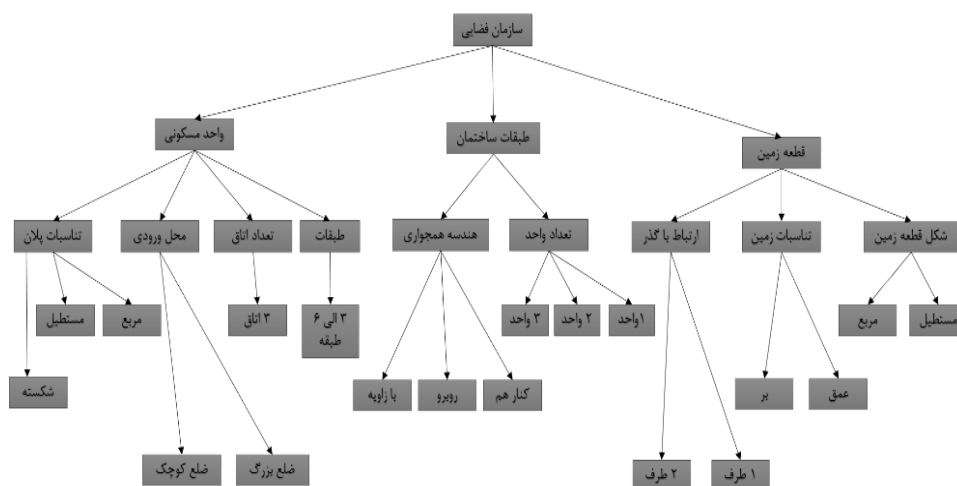 سازمان فضایی
قطعه زمین
طبقات ساختمان
واحد مسکونی
شکل قطعه زمین
تناسبات زمین
ارتباط با گذر
تعداد واحد
هندسه همجواری
طبقات
تعداد اتاق
محل ورودی
تناسبات پلان
مستطیل
مربع
۱واحد
۲ واحد
۳ واحد
۳ الی ۶
طبقه
۳ اتاق
مربع
مستطیل
عمق
بر
کنار هم
روبرو
با زاویه
شکسته
۱ طرف
۲ طرف
ضلع بزرگ
ضلع کوچک